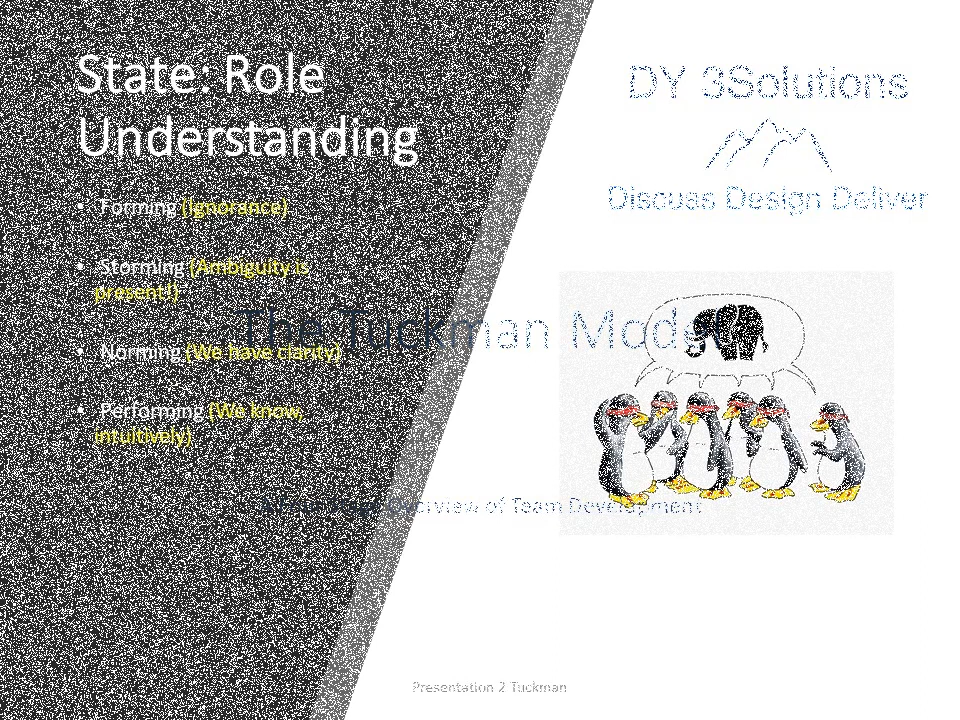 State: Role
Understanding
• Forming (Ignorance)
• Storming (Ambiguity is
present!)
• Norming (We have clarity)
• Performing (We know,
intuitively)
DY 3Solutions
Discuss Design Deliver
The Tuckman Model
Overview of Team Development
Presentation 2 Tuckman